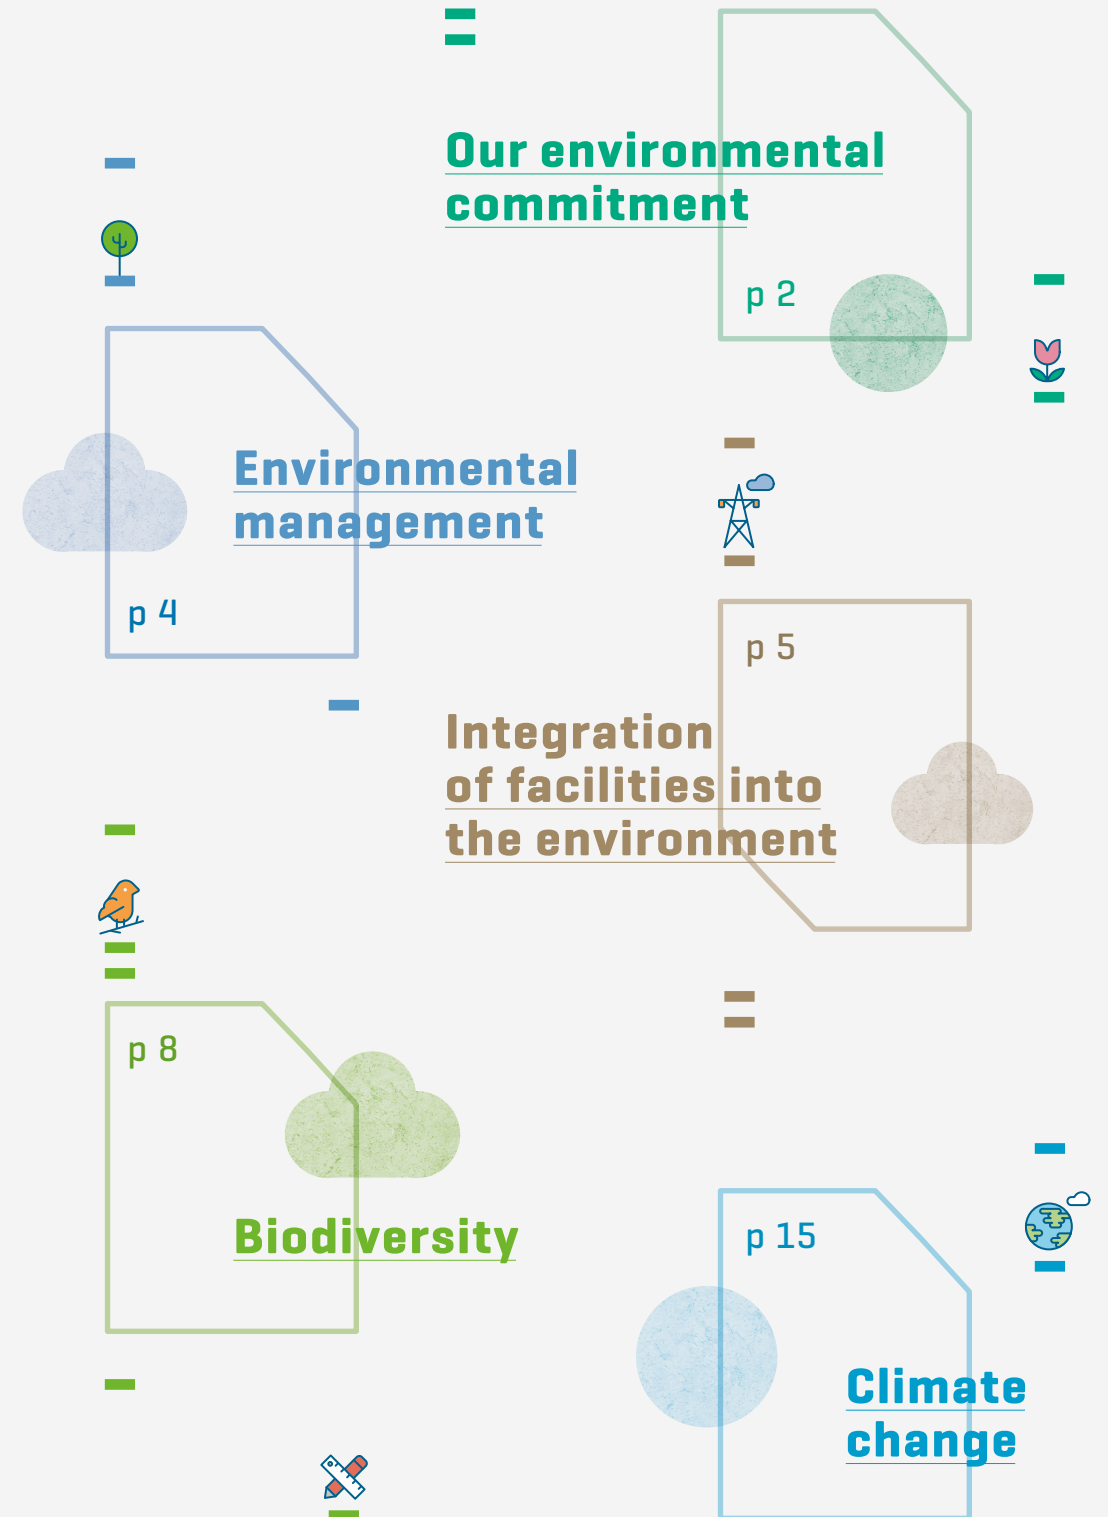 Our environmental
commitment
p 2
Environmental
management
p 4
p 5
Integration
of facilities into
the environment
p 8
Biodiversity
p 15
Climate
change